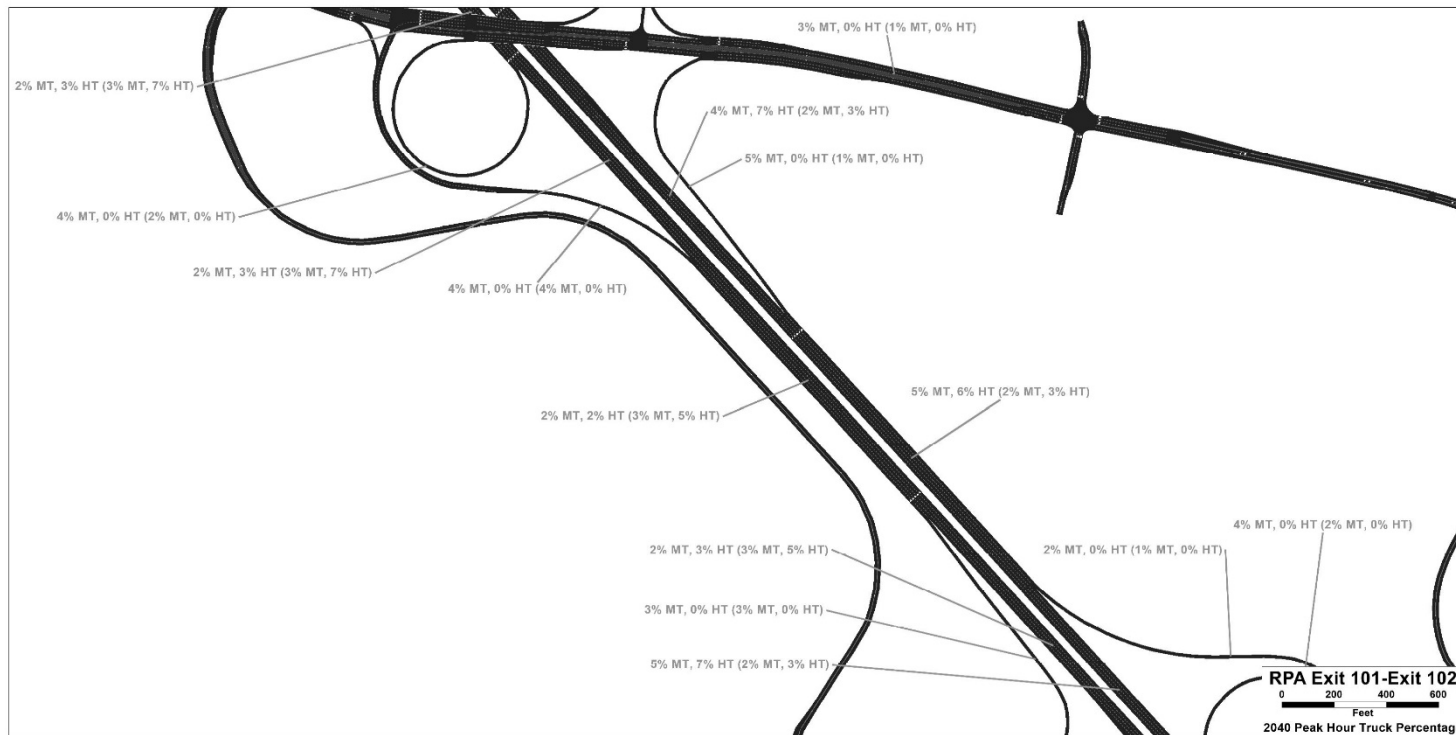 3% MT, 0% HT (1% MT, 0% HT)
2% MT, 3% HT (3% MT, 7% HT)
4% MT, 7% HT (2% MT, 3% HT)
5% MT, 0% HT (1% MT, 0% HT)
4% MT, 0% HT (2% MT, 0% HT)
2% MT, 3% HT (3% MT, 7% HT)
4% MT, 0% HT (4% MT, 0% HT)
5% MT, 6% HT (2% MT, 3% HT)
2% MT, 2% HT (3% MT, 5% HT)
4% MT, 0% HT (2% MT, 0% HT)
2% MT, 3% HT (3% MT, 5% HT)
2% MT, 0% HT (1% MT, 0% HT)
3% MT, 0% HT (3% MT, 0% HT)
5% MT, 7% HT (2% MT, 3% HT)
RPA Exit 101-Exit 102
0 200 400 600
Feet
2040 Peak Hour Truck Percentag